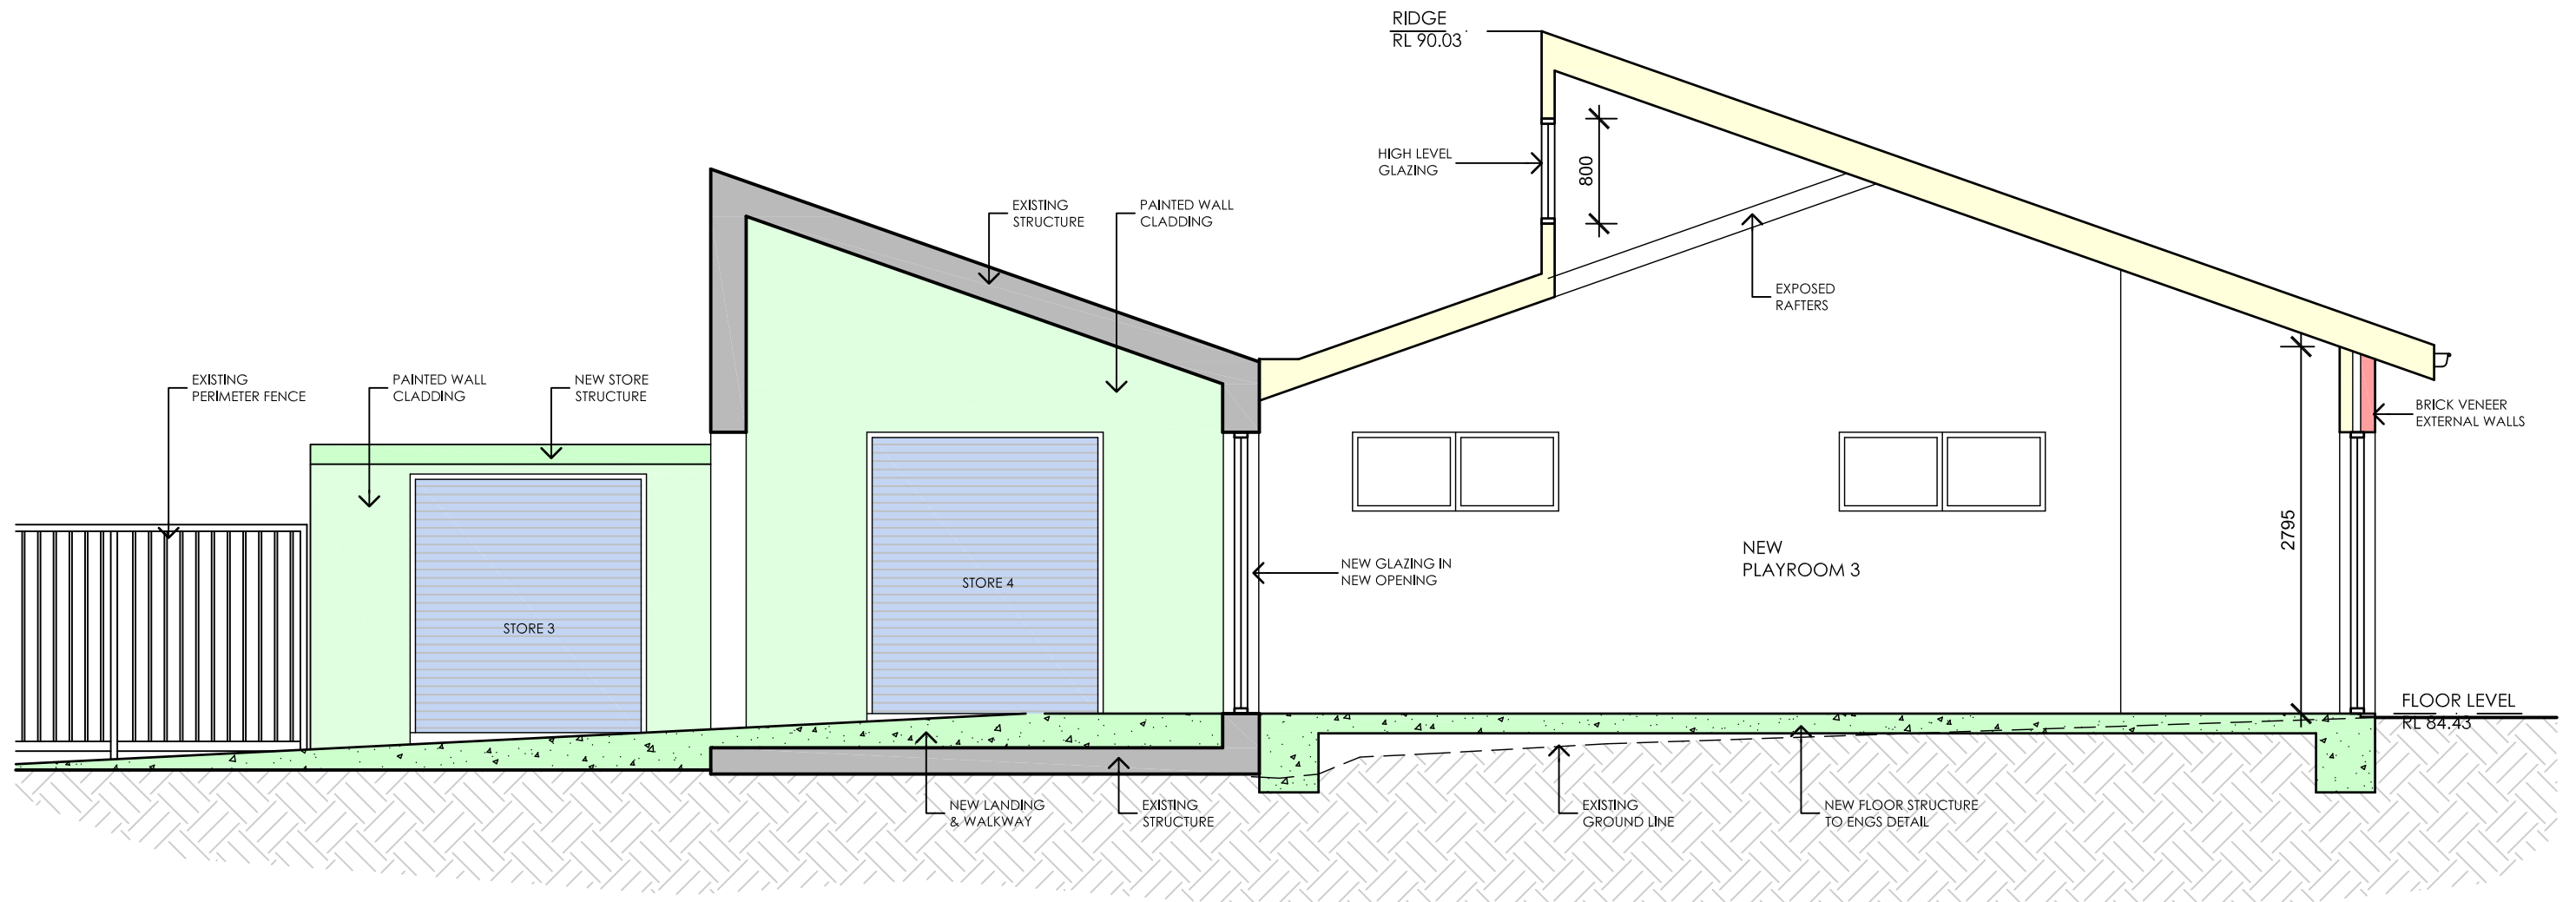 RIDGE
RL 90.03
HIGH LEVEL
GLAZING
800
EXISTING
STRUCTURE
PAINTED WALL
CLADDING
EXPOSED
RAFTERS
EXISTING
PERIMETER FENCE
PAINTED WALL
CLADDING
NEW STORE
STRUCTURE
BRICK VENEER
EXTERNAL WALLS
2795
NEW
PLAYROOM 3
NEW GLAZING IN
NEW OPENING
STORE 4
STORE 3
FLOOR LEVEL
RL 84.43
NEW LANDING
& WALKWAY
EXISTING
STRUCTURE
EXISTING
GROUND LINE
NEW FLOOR STRUCTURE
TO ENGS DETAIL